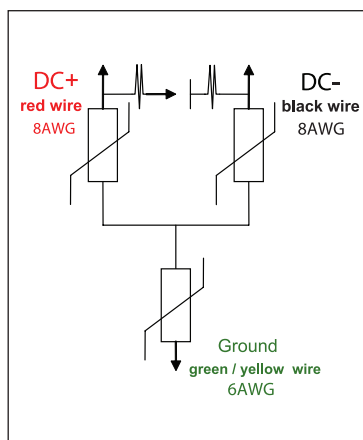 DC+
red wire
8AWG
DC-
black wire
8AWG
Ground
green / yellow wire
6AWG